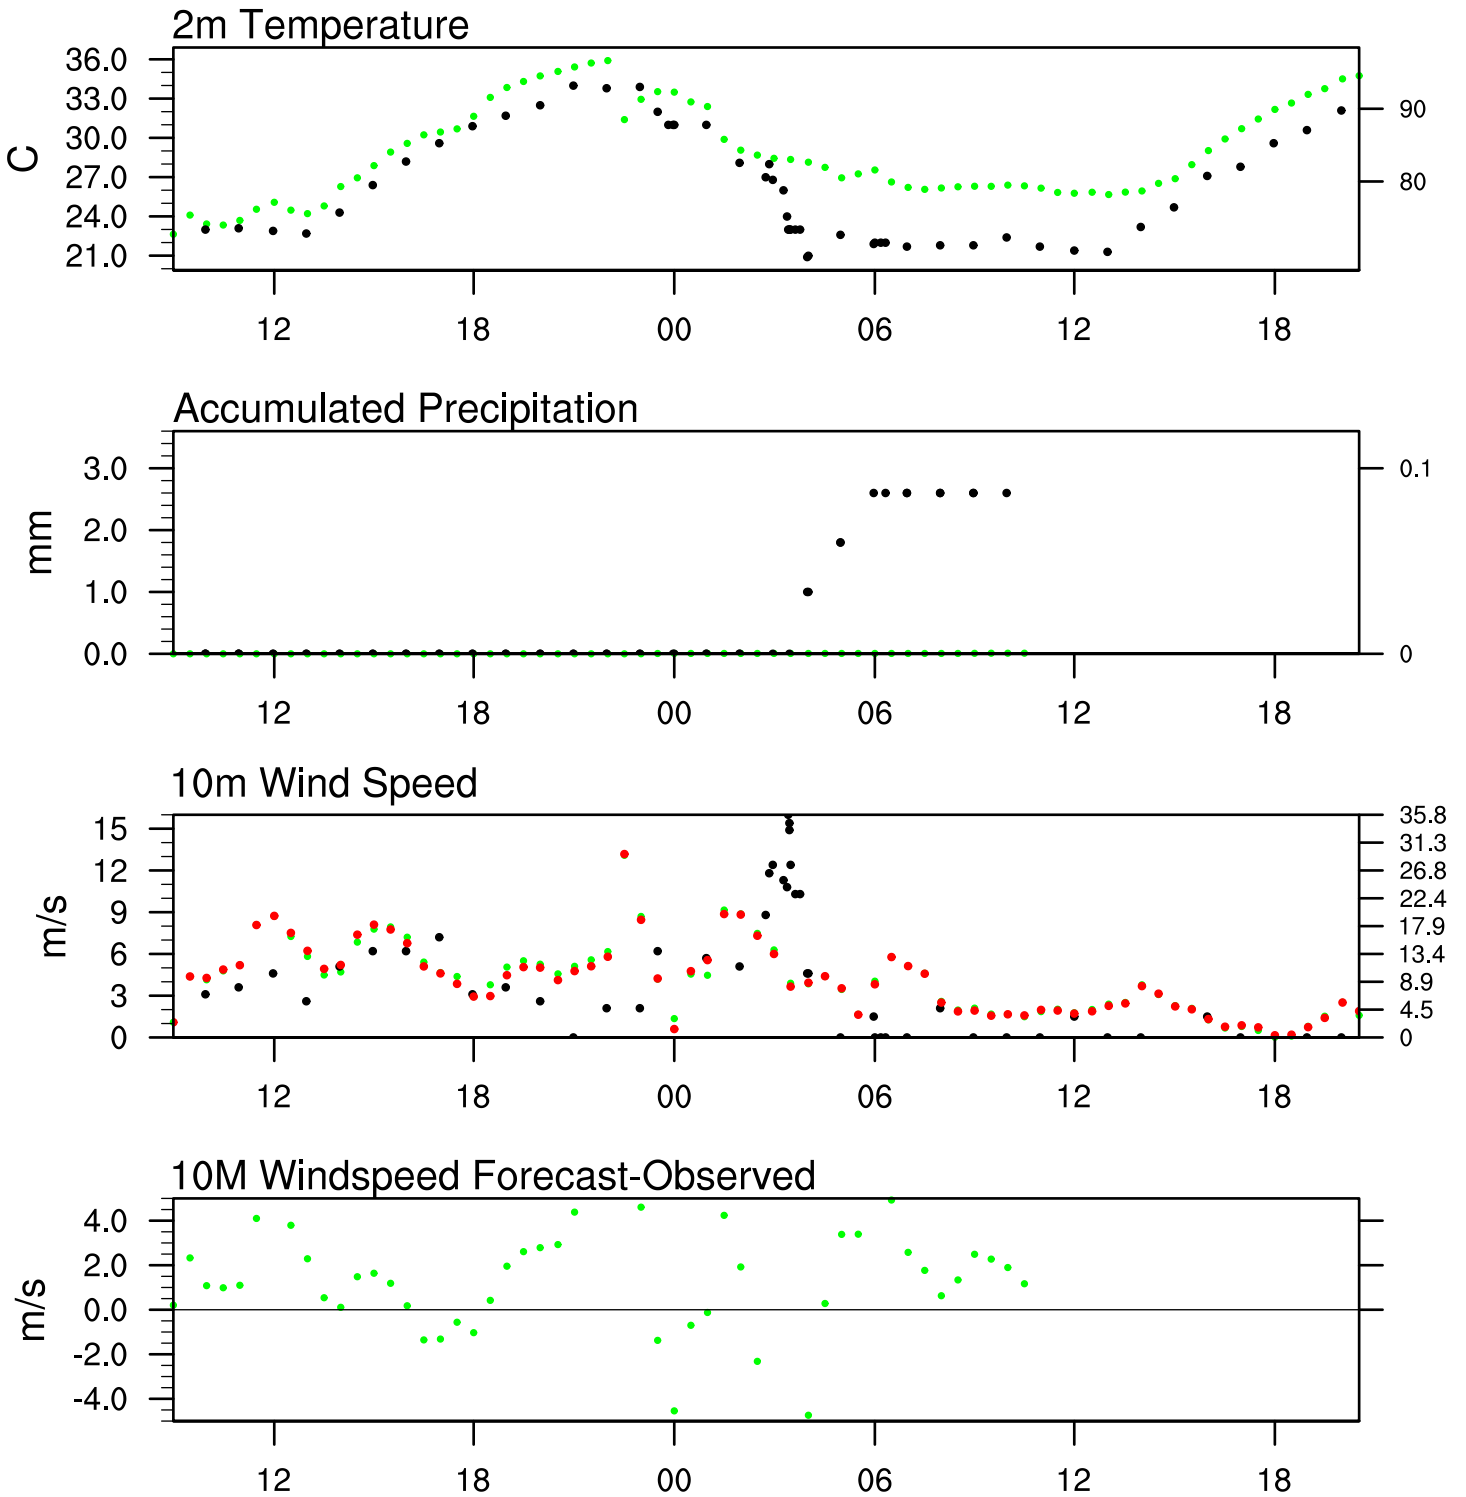 2m Temperature
36.0
33.0
30.0
27.0
24.0
21.0
C
90
80
12 18 00 06 12 18
Accumulated Precipitation
3.0
2.0
1.0
0.0
mm
0.1
0
12 18 00 06 12 18
10m Wind Speed
15
12
9
6
3
0
m/s
35.8
31.3
26.8
22.4
17.9
13.4
8.9
4.5
0
12 18 00 06 12 18
10M Windspeed Forecast-Observed
4.0
2.0
0.0
-2.0
-4.0
m/s
12 18 00 06 12 18